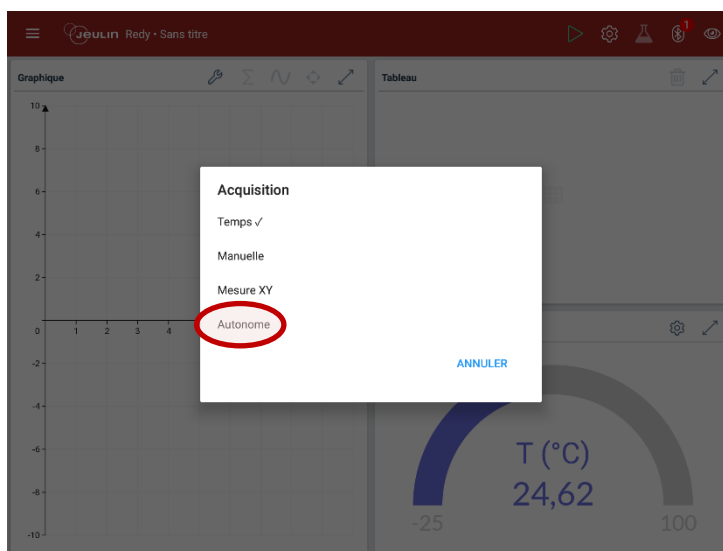 Jeulin Redy • Sans titre
1
Graphique
Tableau
10
8
6
4
2
0 1 2 3 4
-2
-4
-6
-8
-10
Acquisition
Temps ✓
Manuelle
Mesure XY
Autonome
ANNULER
T (°C)
24,62
-25
100